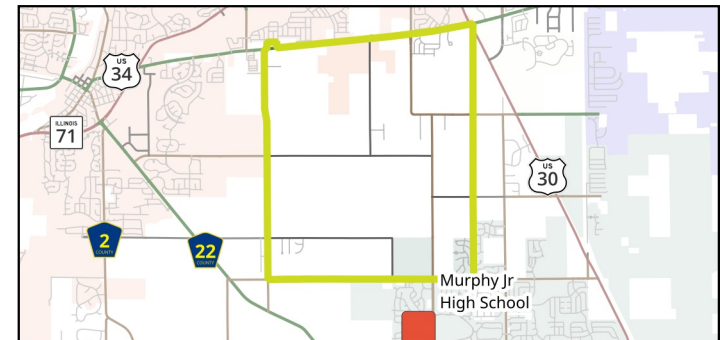 US
34
ILLINOIS
71
US
30
2
COUNTY
22
COUNTY
Murphy Jr
High School